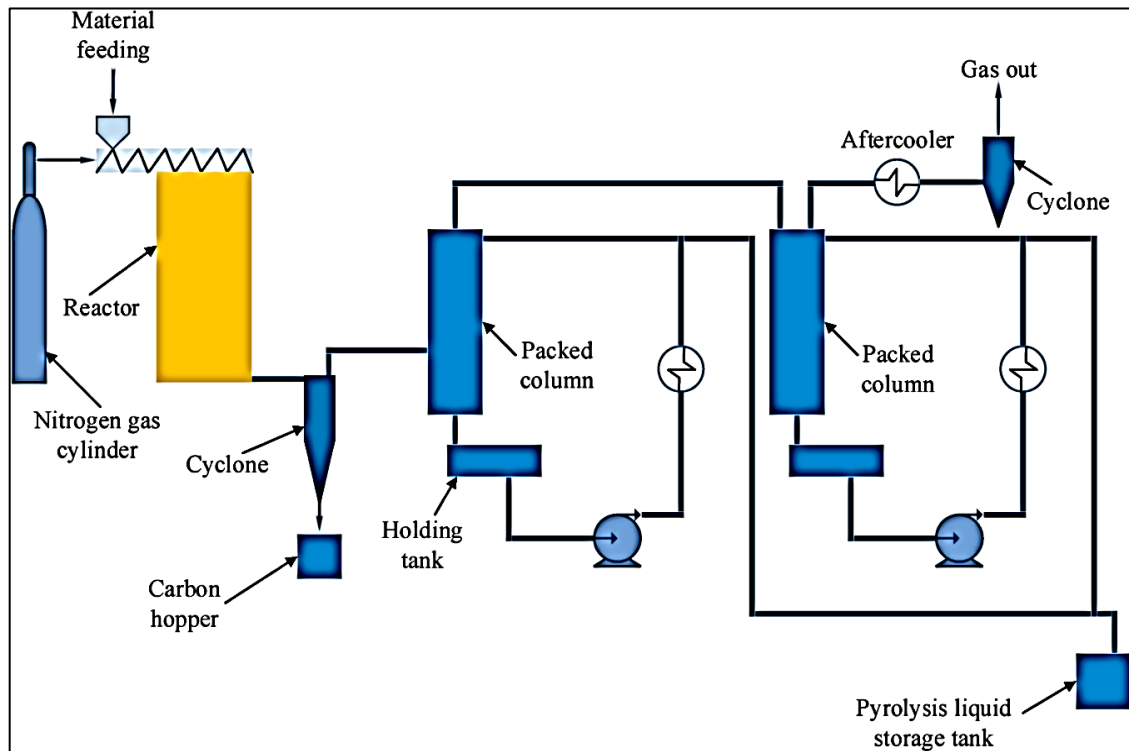 Material
feeding
Gas out
Aftercooler
Cyclone
Reactor
Packed
column
Packed
column
Nitrogen gas
cylinder
Cyclone
Holding
tank
Carbon
hopper
Pyrolysis liquid
storage tank